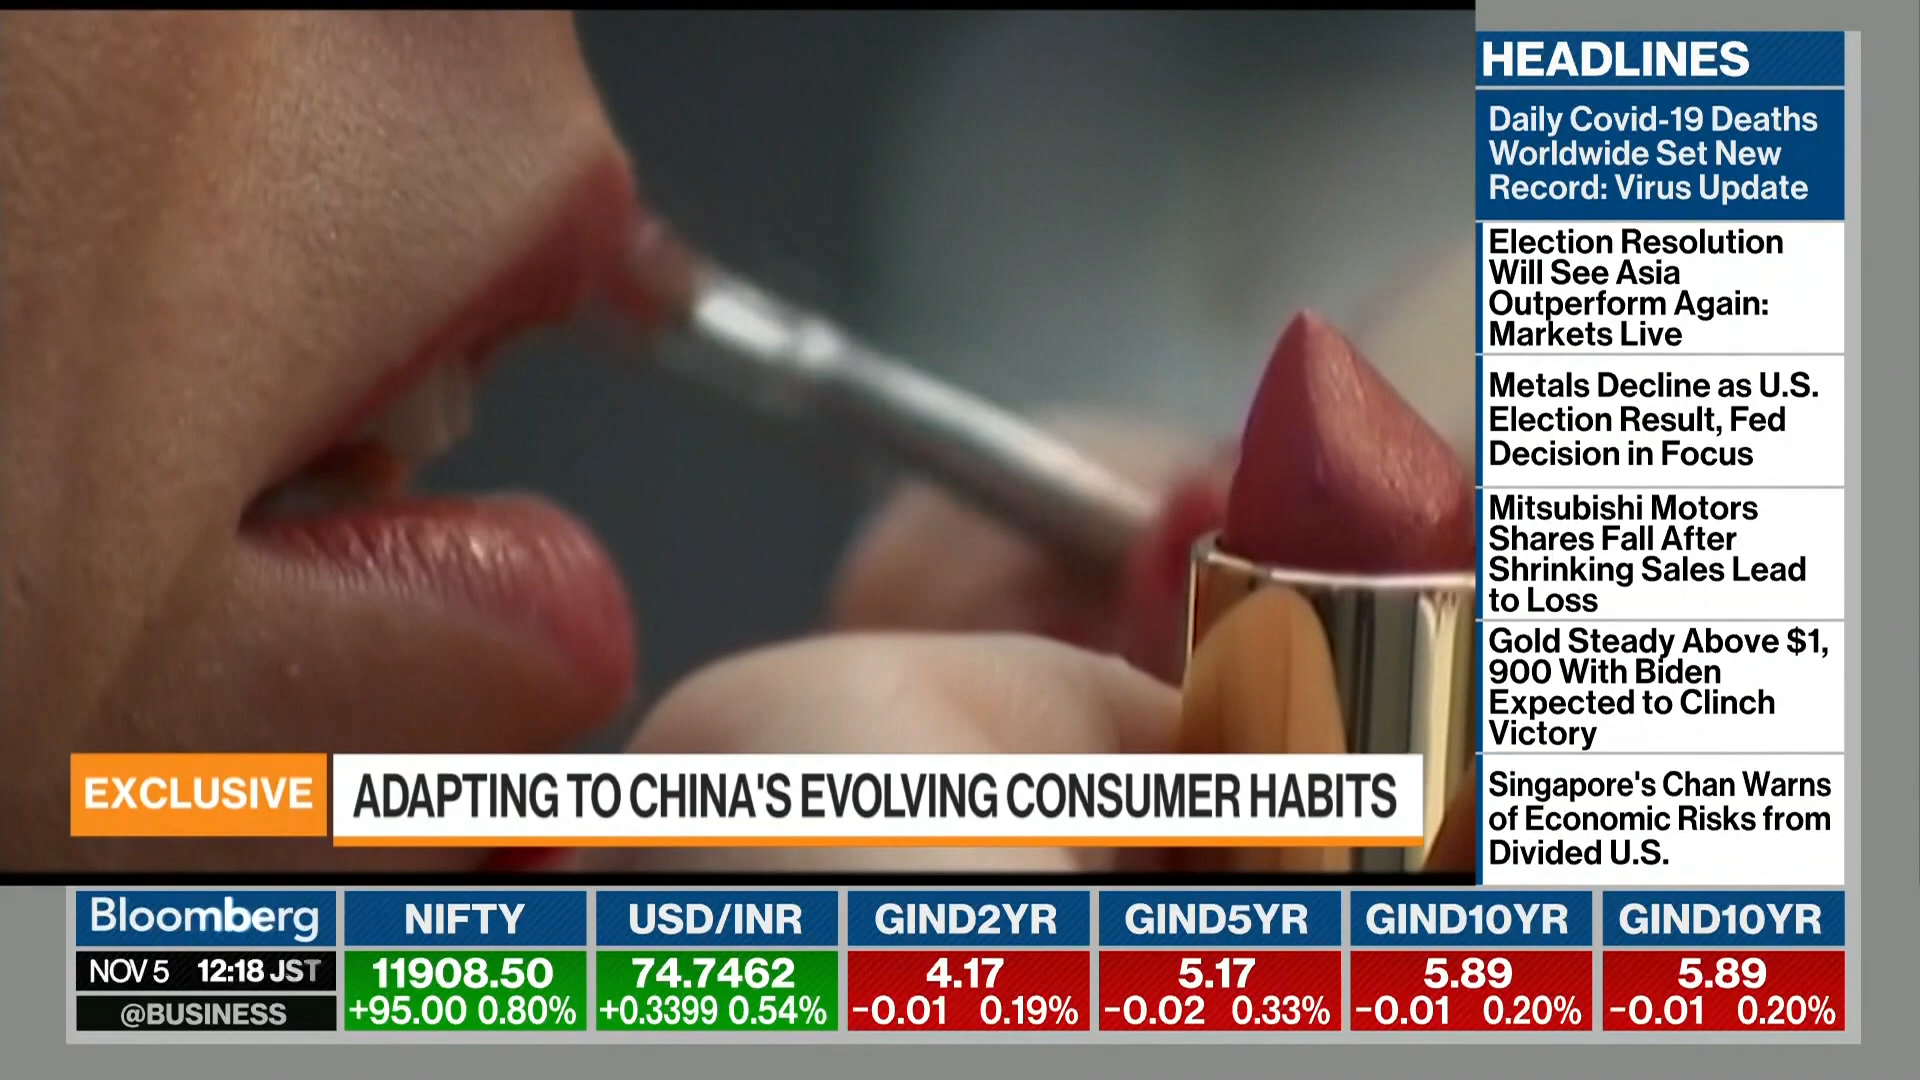 HEADLINES
Daily Covid-19 Deaths
Worldwide Set New
Record: Virus Update
Election Resolution
Will See Asia
Outperform Again:
Markets Live
Metals Decline as U.S.
Election Result, Fed
Decision in Focus
Mitsubishi Motors
Shares Fall After
Shrinking Sales Lead
to Loss
Gold Steady Above $1,
900 With Biden
Expected to Clinch
Victory
Singapore's Chan Warns
of Economic Risks from
Divided U.S.
EXCLUSIVE
ADAPTING TO CHINA'S EVOLVING CONSUMER HABITS
Bloomberg NIFTY USD/INR GIND2YR GIND5YR GIND10YR GIND10YR
NOV 5 12:18 JST 11908.50 74.7462 4.17 5.17 5.89 5.89
@BUSINESS +95.00 0.80% +0.3399 0.54% -0.01 0.19% -0.02 0.33% -0.01 0.20% -0.01 0.20%